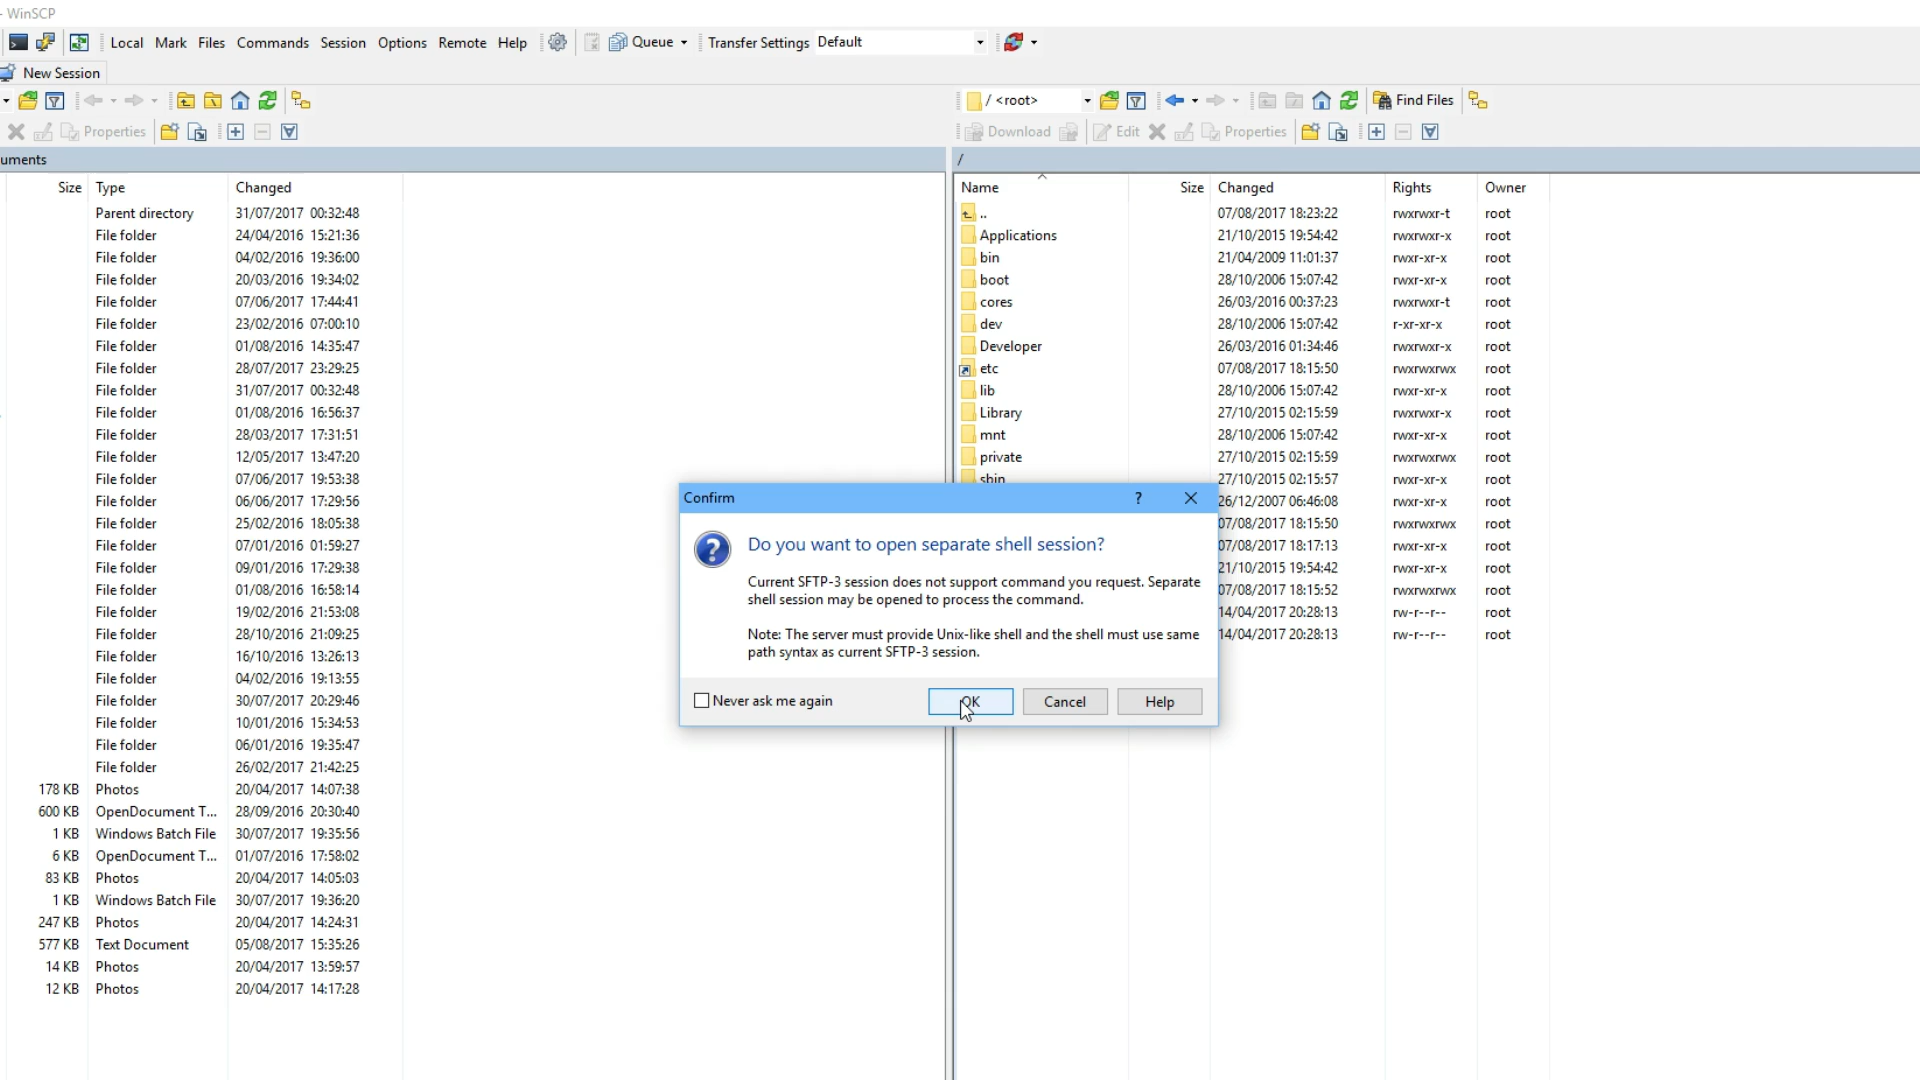 - WinSCP
Local Mark Files Commands Session Options Remote Help Queue Transfer Settings Default
New Session
/ <root> Find Files
Properties Download Edit Properties
uments /
Size Type Changed Name Size Changed Rights Owner
Parent directory 31/07/2017 00:32:48 .. 07/08/2017 18:23:22 rwxrwxr-t root
File folder 24/04/2016 15:21:36 Applications 21/10/2015 19:54:42 rwxrwxr-x root
File folder 04/02/2016 19:36:00 bin 21/04/2009 11:01:37 rwxr-xr-x root
File folder 20/03/2016 19:34:02 boot 28/10/2006 15:07:42 rwxr-xr-x root
File folder 07/06/2017 17:44:41 cores 26/03/2016 00:37:23 rwxrwxr-t root
File folder 23/02/2016 07:00:10 dev 28/10/2006 15:07:42 r-xr-xr-x root
File folder 01/08/2016 14:35:47 Developer 26/03/2016 01:34:46 rwxrwxr-x root
File folder 28/07/2017 23:29:25 etc 07/08/2017 18:15:50 rwxrwxrwx root
File folder 31/07/2017 00:32:48 lib 28/10/2006 15:07:42 rwxr-xr-x root
File folder 01/08/2016 16:56:37 Library 27/10/2015 02:15:59 rwxrwxr-x root
File folder 28/03/2017 17:31:51 mnt 28/10/2006 15:07:42 rwxr-xr-x root
File folder 12/05/2017 13:47:20 private 27/10/2015 02:15:59 rwxrwxrwx root
File folder 07/06/2017 19:53:38 sbin 27/10/2015 02:15:57 rwxr-xr-x root
File folder 06/06/2017 17:29:56 26/12/2007 06:46:08 rwxr-xr-x root
File folder 25/02/2016 18:05:38 07/08/2017 18:15:50 rwxrwxrwx root
File folder 07/01/2016 01:59:27 07/08/2017 18:17:13 rwxr-xr-x root
File folder 09/01/2016 17:29:38 21/10/2015 19:54:42 rwxr-xr-x root
File folder 01/08/2016 16:58:14 07/08/2017 18:15:52 rwxrwxrwx root
File folder 19/02/2016 21:53:08 14/04/2017 20:28:13 rw-r--r-- root
File folder 28/10/2016 21:09:25 14/04/2017 20:28:13 rw-r--r-- root
File folder 16/10/2016 13:26:13
File folder 04/02/2016 19:13:55
File folder 30/07/2017 20:29:46
File folder 10/01/2016 15:34:53
File folder 06/01/2016 19:35:47
File folder 26/02/2017 21:42:25
178 KB Photos 20/04/2017 14:07:38
600 KB OpenDocument T... 28/09/2016 20:30:40
1 KB Windows Batch File 30/07/2017 19:35:56
6 KB OpenDocument T... 01/07/2016 17:58:02
83 KB Photos 20/04/2017 14:05:03
1 KB Windows Batch File 30/07/2017 19:36:20
247 KB Photos 20/04/2017 14:24:31
577 KB Text Document 05/08/2017 15:35:26
14 KB Photos 20/04/2017 13:59:57
12 KB Photos 20/04/2017 14:17:28
Confirm ?
Do you want to open separate shell session?
Current SFTP-3 session does not support command you request. Separate
shell session may be opened to process the command.
Note: The server must provide Unix-like shell and the shell must use same
path syntax as current SFTP-3 session.
Never ask me again OK Cancel Help